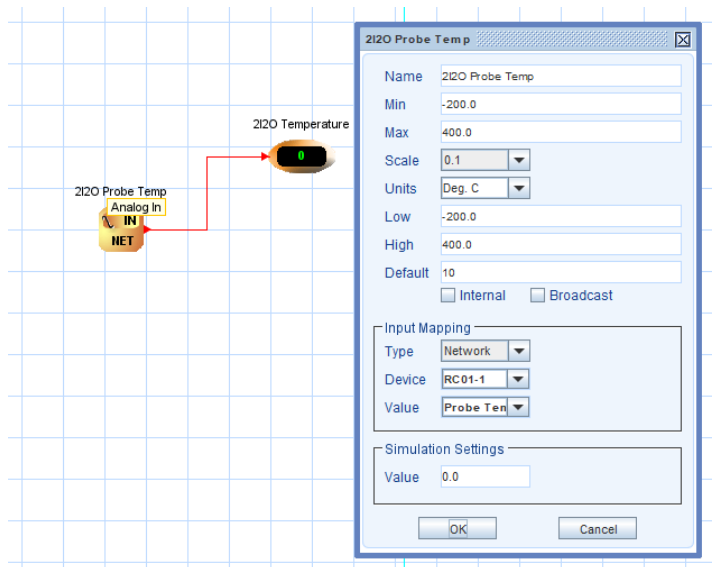 2I2O Temperature
0
2I2O Probe Temp
Analog In
IN
NET
2I2O Probe Temp
Name 2I2O Probe Temp
Min -200.0
Max 400.0
Scale 0.1
Units Deg. C
Low -200.0
High 400.0
Default 10
Internal Broadcast
Input Mapping
Type Network
Device RC01-1
Value Probe Ten
Simulation Settings
Value 0.0
OK Cancel